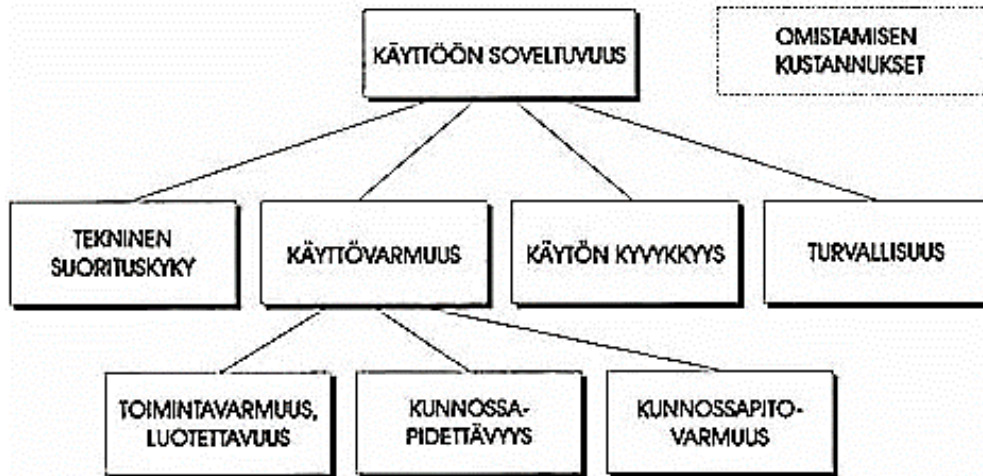 KÄYTTÖÖN SOVELTUVUUS
OMISTAMISEN
KUSTANNUKSET
TEKNINEN
SUORITUSKYKY
KÄYTTÖVARMUUS
KÄYTÖN KYVYKKYYS
TURVALLISUUS
TOIMINTAVARMUUS,
LUOTETTAVUUS
KUNNOSSA-
PIDETTÄVYYS
KUNNOSSAPITO-
VARMUUS